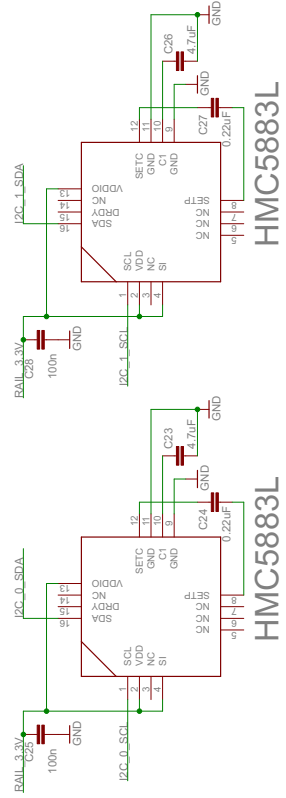 GND
C26
4.7uF
GND
C27
0.22uF
12
11
10
9
SETC
GND
C1
GND
I2C_1_SDA
13
14
15
16
VDDIO
NC
DRDY
SDA
SETP
NC
NC
NC
8
7
6
5
HMC5883L
SCL
VDD
NC
SI
1
2
3
4
RAIL_3.3V
C28
100n
GND
I2C_1_SCL
GND
C23
4.7uF
GND
C24
0.22uF
12
11
10
9
SETC
GND
C1
GND
I2C_0_SDA
13
14
15
16
VDDIO
NC
DRDY
SDA
SETP
NC
NC
NC
8
7
6
5
HMC5883L
SCL
VDD
NC
SI
1
2
3
4
RAIL_3.3V
C25
100n
GND
I2C_0_SCL